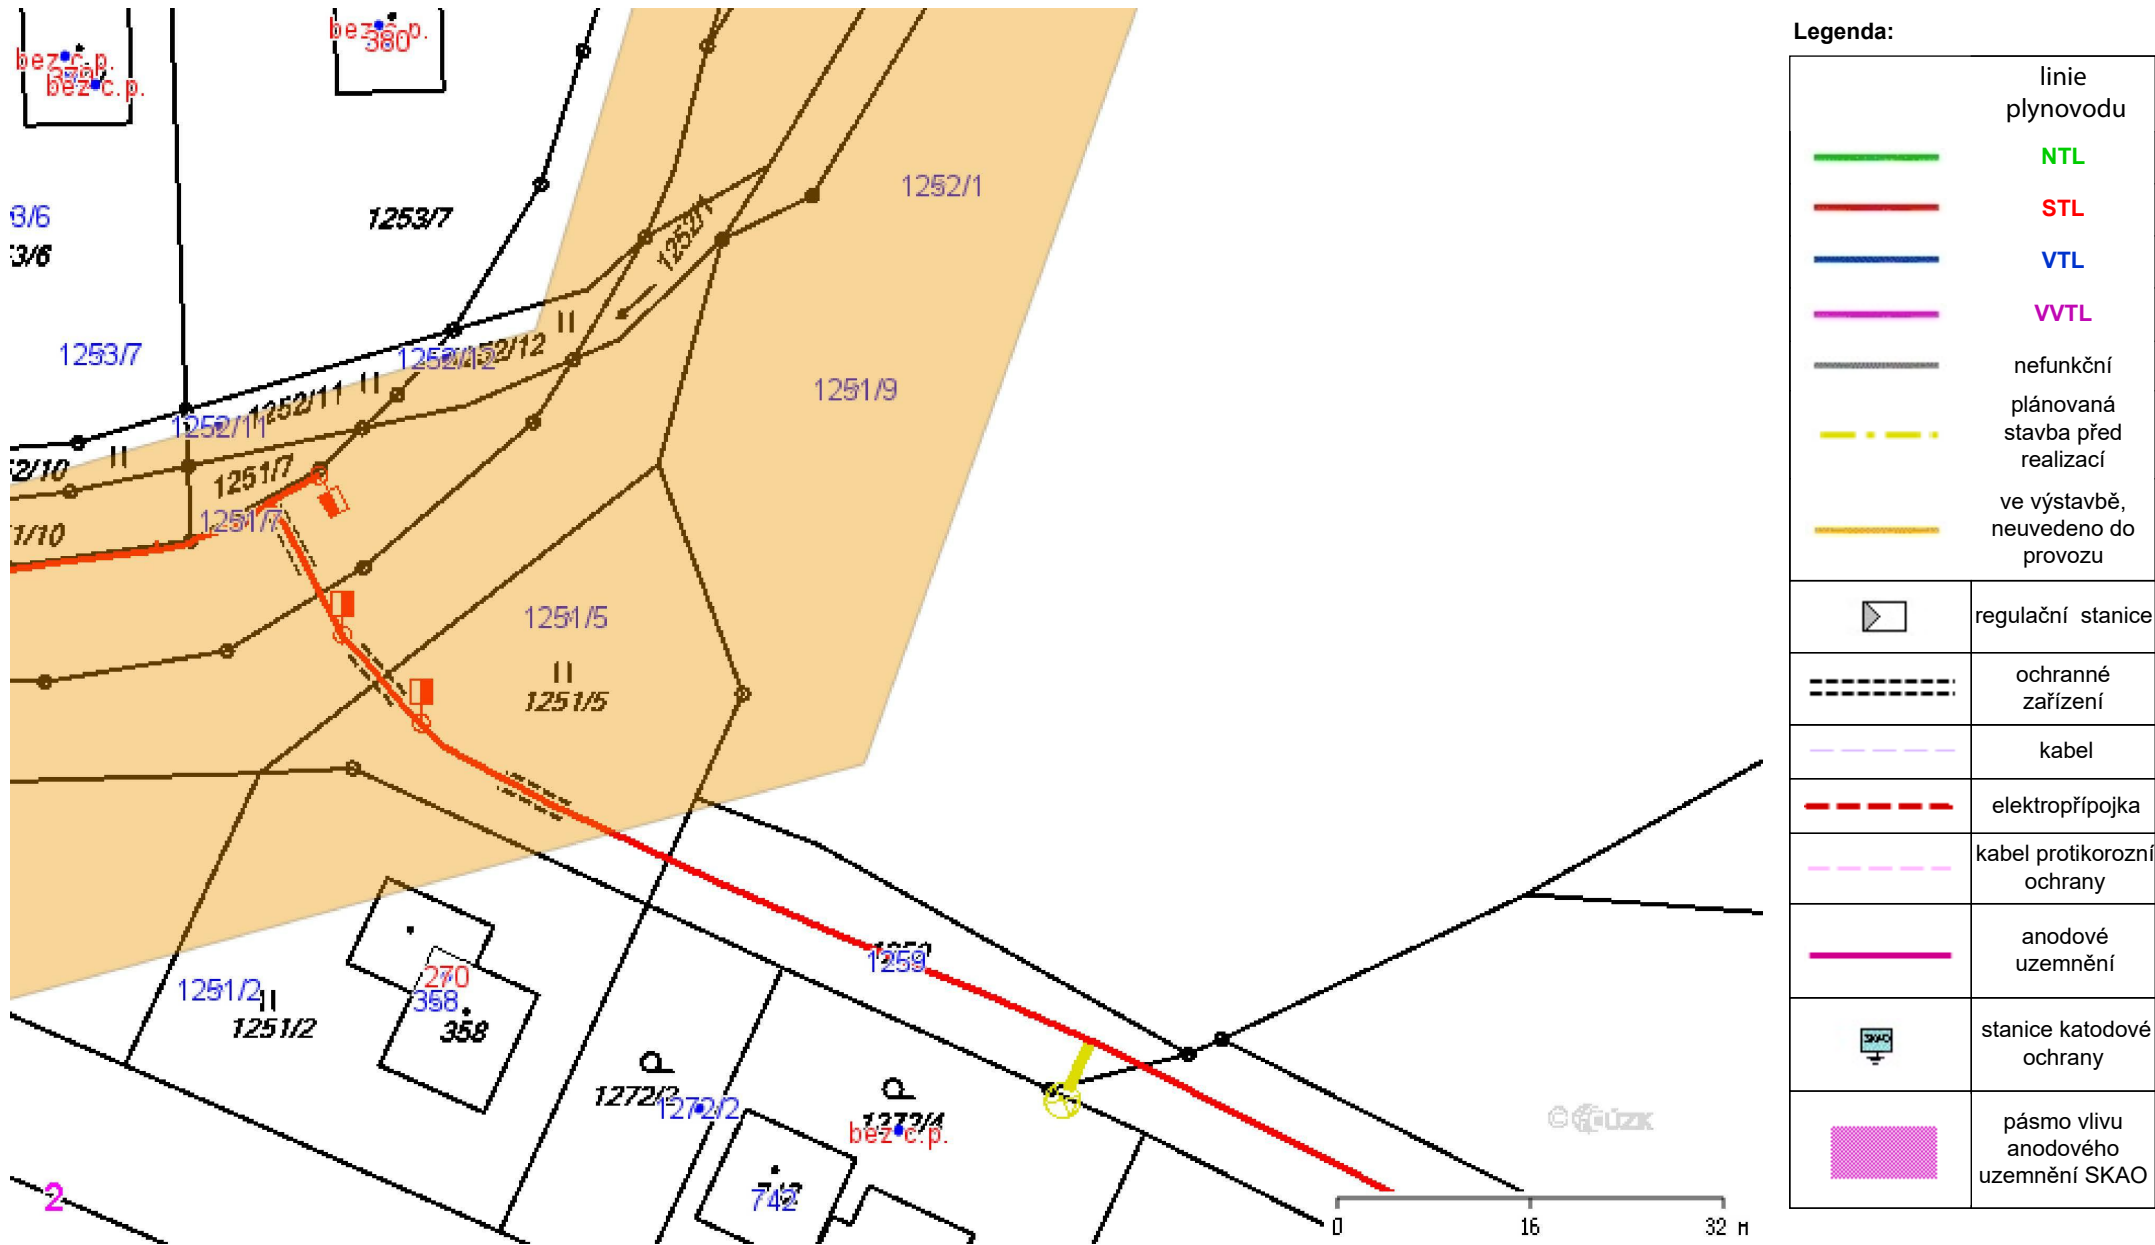 bez č.p.
380
bez č.p.
bez č.p.
1252/1
1253/7
3/6
3/6
1252/1
1253/7
1252/12
1252/12
1251/9
1252/11
1252/11
2/10
1251/7
1251/7
1/10
1251/5
1251/5
1259
270
1251/2
358
1251/2
358
1272/2
1272/2
1272/4
bez č.p.
742
2
0 16 32 M
©ČÚZK
Legenda:
linie
plynovodu
NTL
STL
VTL
VVTL
nefunkční
plánovaná
stavba před
realizací
ve výstavbě,
neuvedeno do
provozu
regulační stanice
ochranné
zařízení
kabel
elektropřípojka
kabel protikorozní
ochrany
anodové
uzemnění
SKAO
stanice katodové
ochrany
pásmo vlivu
anodového
uzemnění SKAO